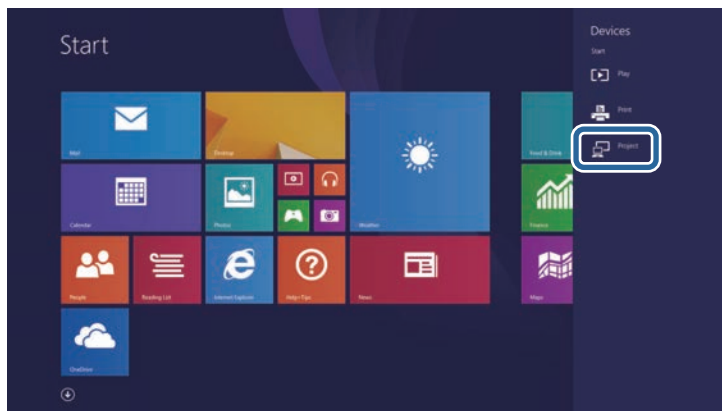 Start
Devices
Start
Play
Print
Project
Mail
Desktop
Food & Drink
Calendar
Photos
Weather
Finance
People
Reading List
Internet Explorer
Help+Tips
News
Maps
OneDrive